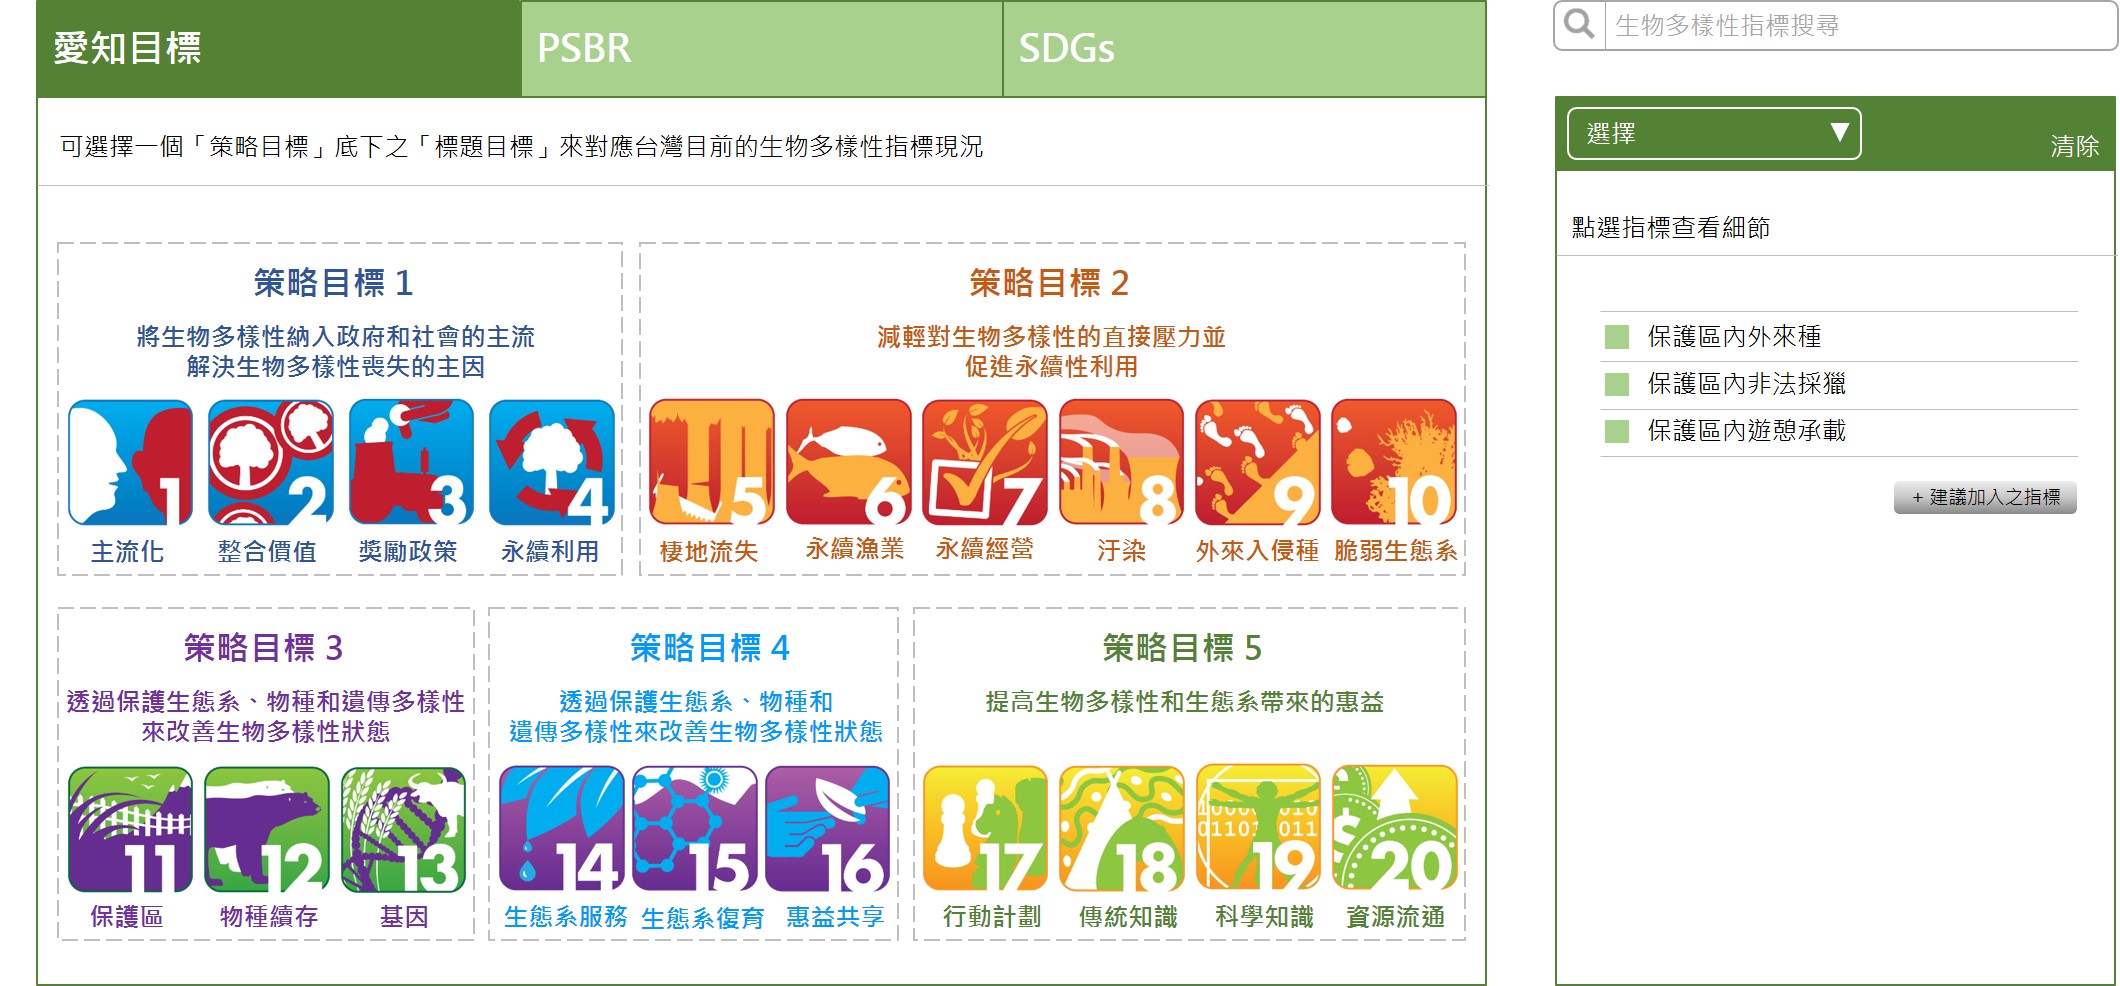 愛知目標
PSBR
SDGs
生物多樣性指標搜尋
可選擇一個「策略目標」底下之「標題目標」來對應台灣目前的生物多樣性指標現況
策略目標 1
將生物多樣性納入政府和社會的主流
解決生物多樣性喪失的主因
1
2
3
4
主流化
整合價值
獎勵政策
永續利用
策略目標 2
減輕對生物多樣性的直接壓力並
促進永續性利用
5
6
7
8
9
10
棲地流失
永續漁業
永續經營
汙染
外來入侵種
脆弱生態系
策略目標 3
透過保護生態系、物種和遺傳多樣性
來改善生物多樣性狀態
11
12
13
保護區
物種續存
基因
策略目標 4
透過保護生態系、物種和
遺傳多樣性來改善生物多樣性狀態
14
15
16
生態系服務
生態系復育
惠益共享
策略目標 5
提高生物多樣性和生態系帶來的惠益
17
18
19
20
行動計劃
傳統知識
科學知識
資源流通
選擇
清除
點選指標查看細節
保護區內外來種
保護區內非法採獵
保護區內遊憩承載
+ 建議加入之指標